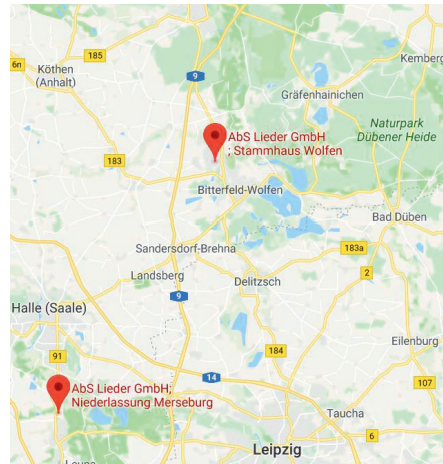 185
6n
Köthen
(Anhalt)
9
Kemberg
Gräfenhainichen
AbS Lieder GmbH
; Stammhaus Wolfen
Naturpark
Dübener Heide
183
Bitterfeld-Wolfen
Bad Düben
Sandersdorf-Brehna
183a
Landsberg
Delitzsch
2
9
Halle (Saale)
184
91
Eilenburg
14
107
AbS Lieder GmbH;
Niederlassung Merseburg
Taucha
6
Leipzig
Leuna